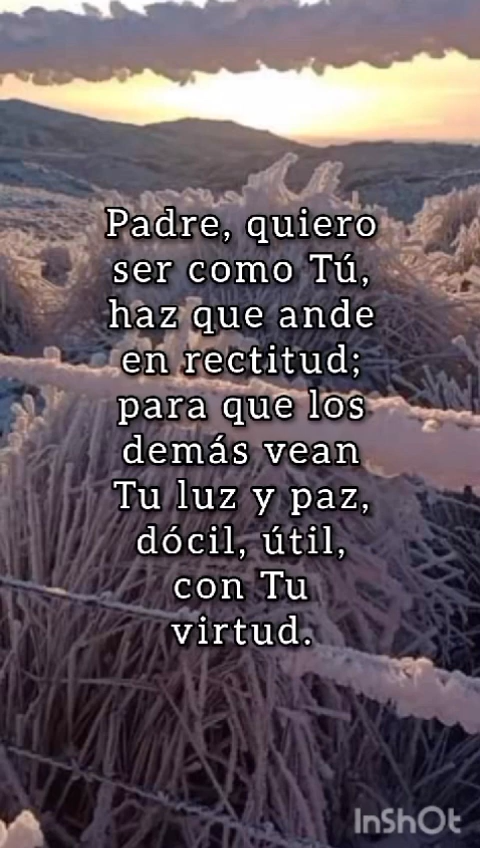 Padre, quiero
ser como Tú,
haz que ande
en rectitud;
para que los
demás vean
Tu luz y paz,
dócil, útil,
con Tu
virtud.
InShOt